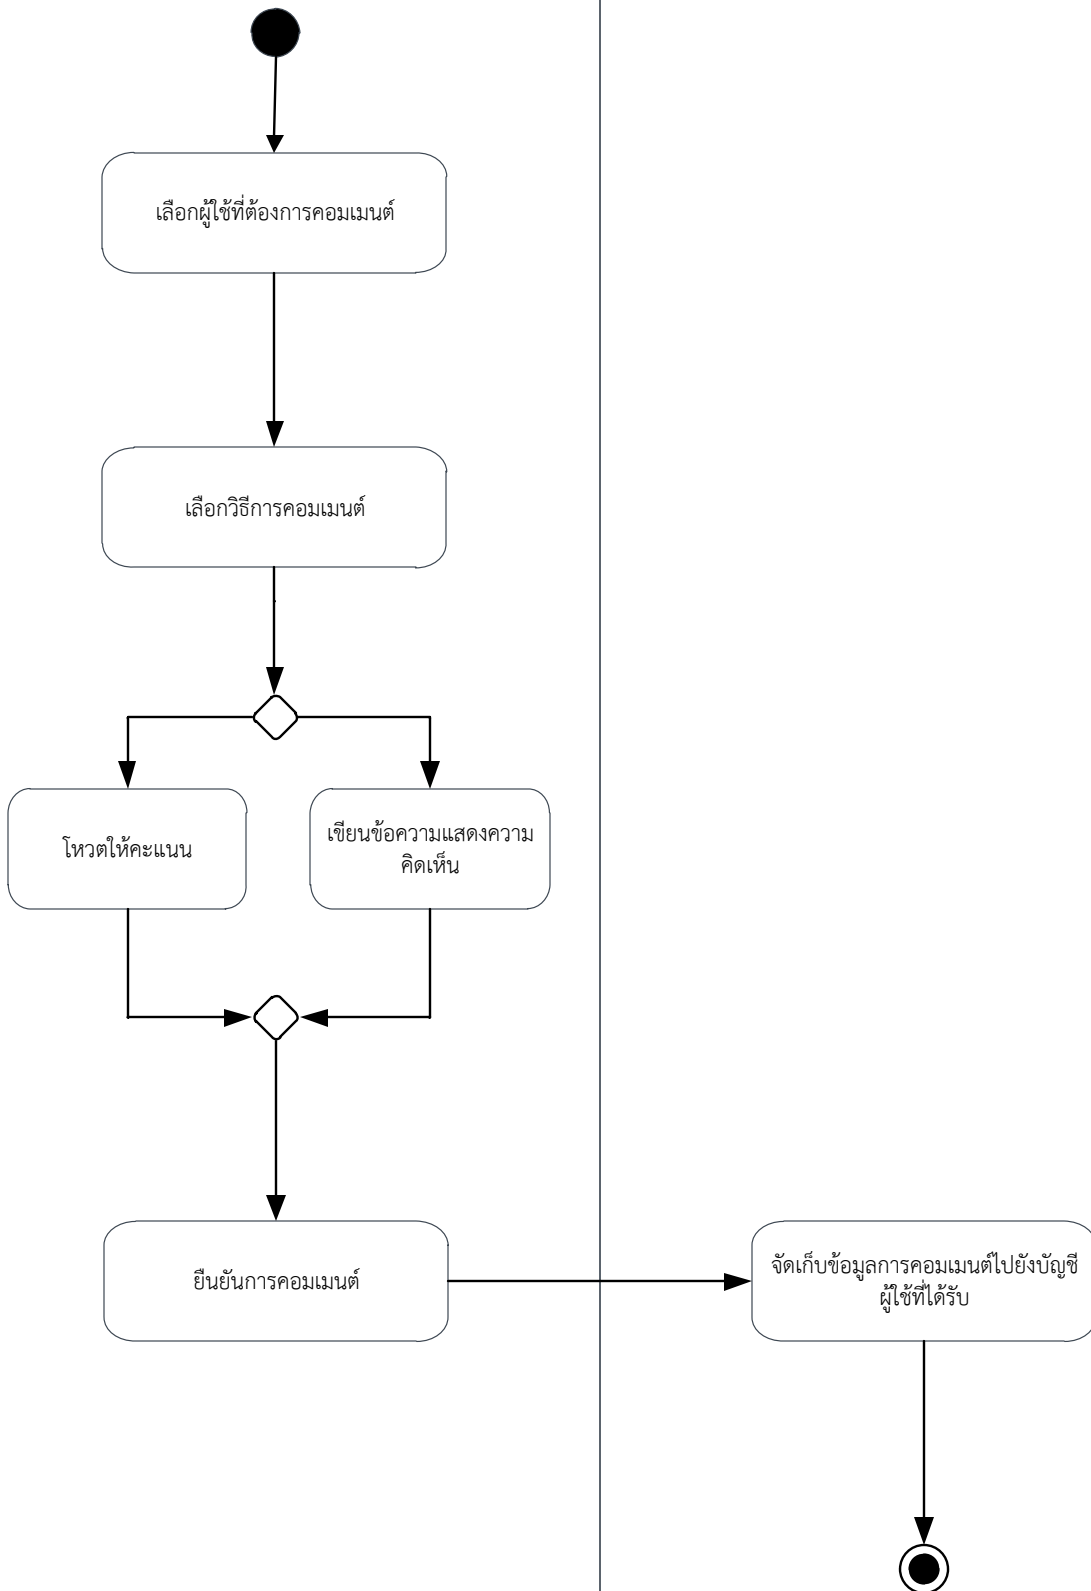 เลือกผู้ใช้ที่ต้องการคอมเมนต์
เลือกวิธีการคอมเมนต์
โหวตให้คะแนน
เขียนข้อความแสดงความ
คิดเห็น
ยืนยันการคอมเมนต์
จัดเก็บข้อมูลการคอมเมนต์ไปยังบัญชี
ผู้ใช้ที่ได้รับ